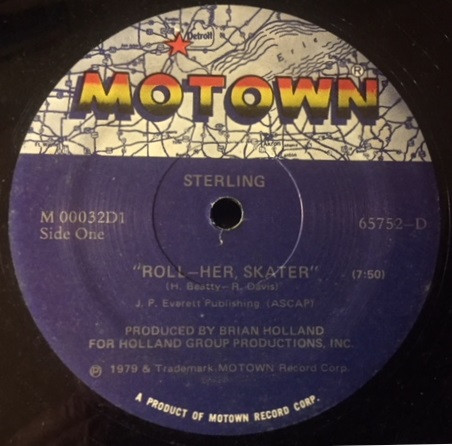 Detroit
Erie
MOTOWN®
STERLING
M 00032D1
Side One
65752-D
"ROLL-HER, SKATER" (7:50)
(H. Beatty-R. Davis)
J. P. Everett Publishing (ASCAP)
PRODUCED BY BRIAN HOLLAND
FOR HOLLAND GROUP PRODUCTIONS, INC.
℗ 1979 & Trademark MOTOWN Record Corp.
A PRODUCT OF MOTOWN RECORD CORP.